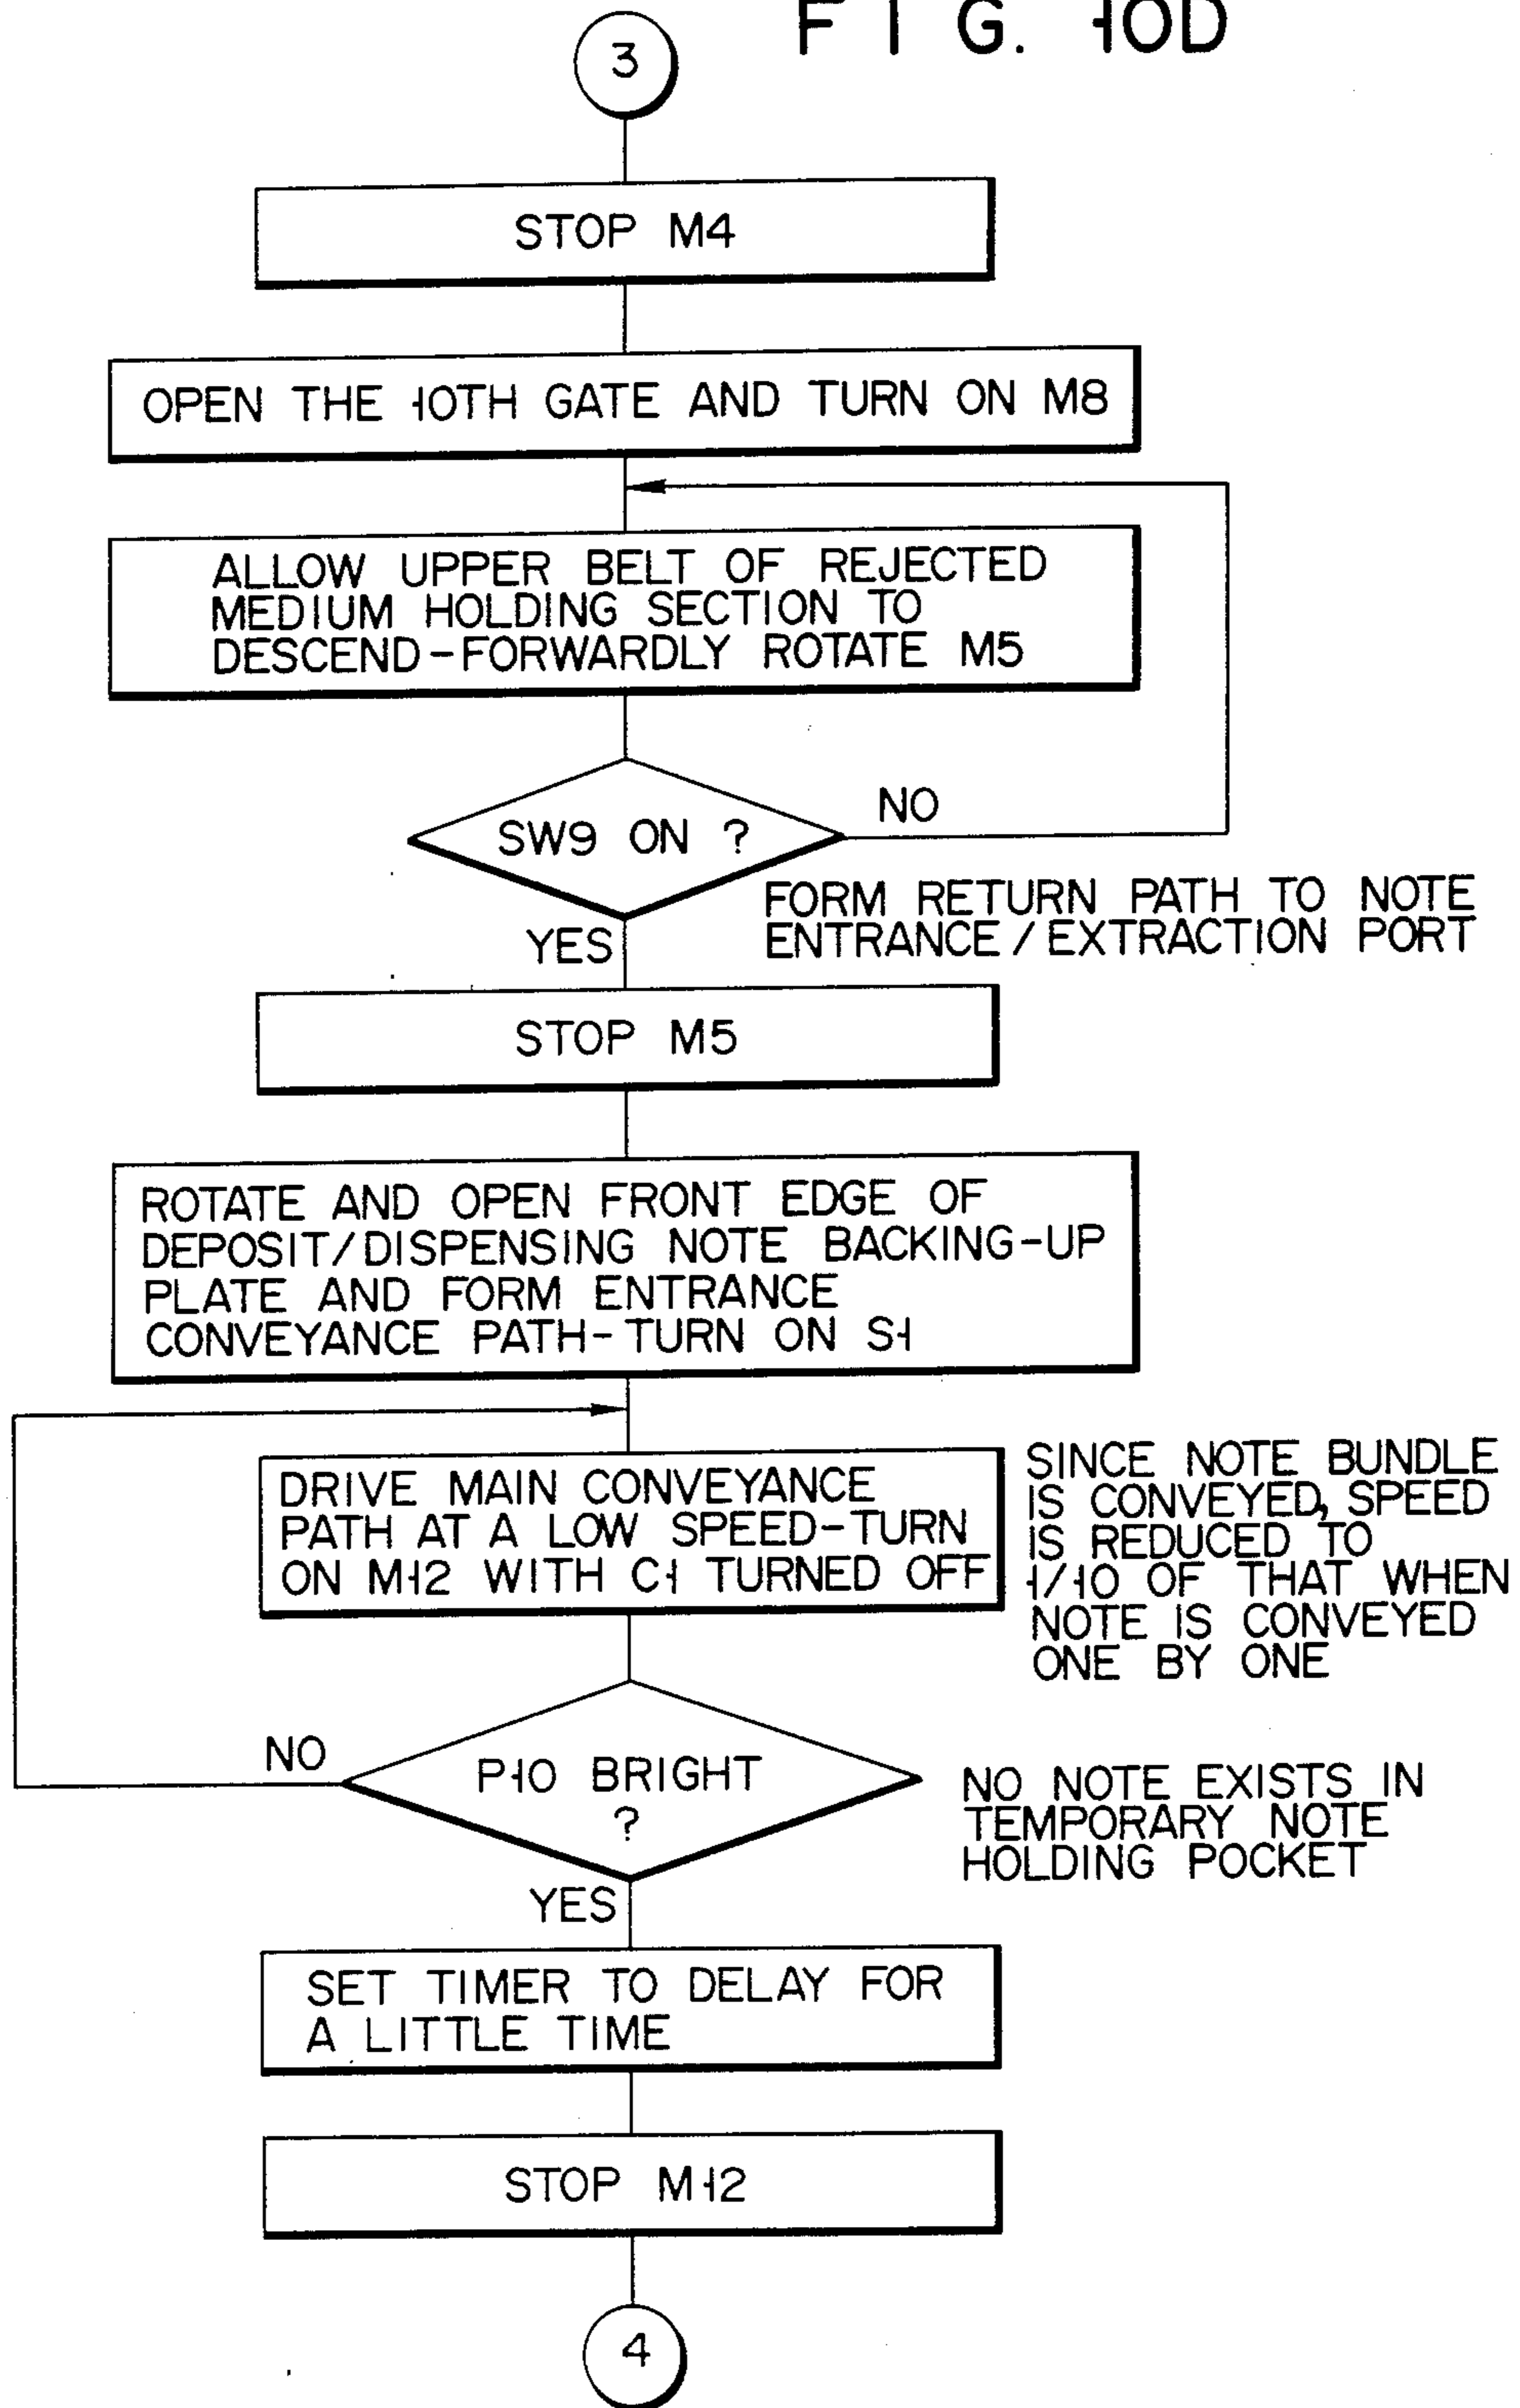 FIG. 10D
3
STOP M4
OPEN THE 10TH GATE AND TURN ON M8
ALLOW UPPER BELT OF REJECTED
MEDIUM HOLDING SECTION TO
DESCEND-FORWARDLY ROTATE M5
SW9 ON ?
NO
YES
FORM RETURN PATH TO NOTE
ENTRANCE/EXTRACTION PORT
STOP M5
ROTATE AND OPEN FRONT EDGE OF
DEPOSIT/DISPENSING NOTE BACKING-UP
PLATE AND FORM ENTRANCE
CONVEYANCE PATH-TURN ON S1
DRIVE MAIN CONVEYANCE
PATH AT A LOW SPEED-TURN
ON M12 WITH C1 TURNED OFF
SINCE NOTE BUNDLE
IS CONVEYED, SPEED
IS REDUCED TO
1/10 OF THAT WHEN
NOTE IS CONVEYED
ONE BY ONE
NO
P10 BRIGHT
?
YES
NO NOTE EXISTS IN
TEMPORARY NOTE
HOLDING POCKET
SET TIMER TO DELAY FOR
A LITTLE TIME
STOP M12
4